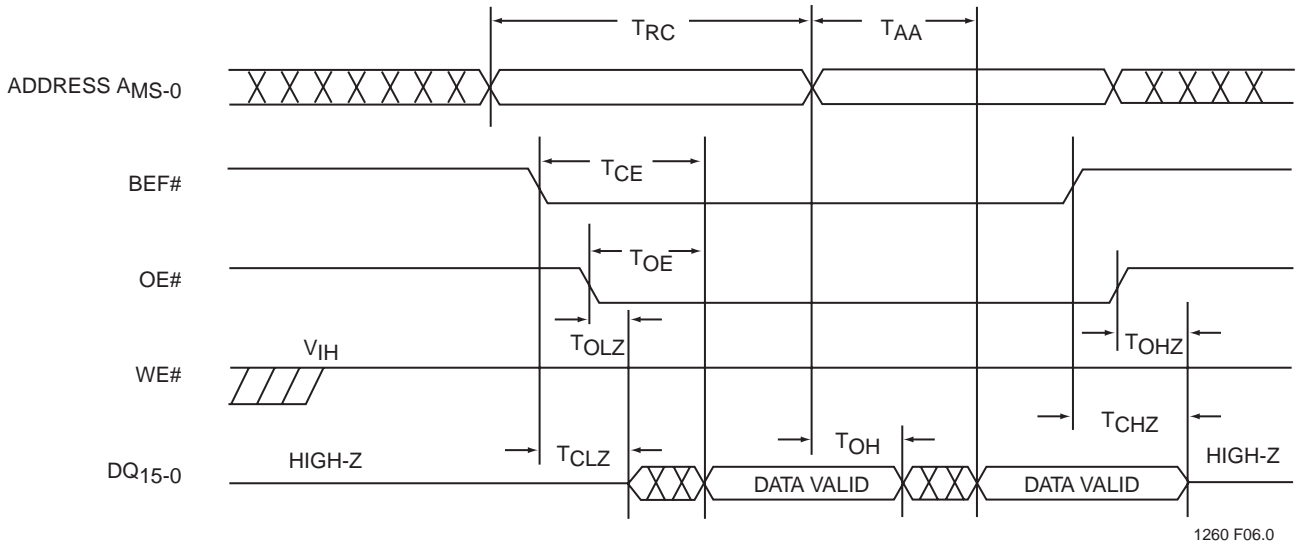 TRC
TAA
ADDRESS AMS-0
TCE
BEF#
TOE
OE#
TOLZ
TOHZ
VIH
WE#
TCLZ
TOH
TCHZ
HIGH-Z
HIGH-Z
DQ15-0
DATA VALID
DATA VALID
1260 F06.0